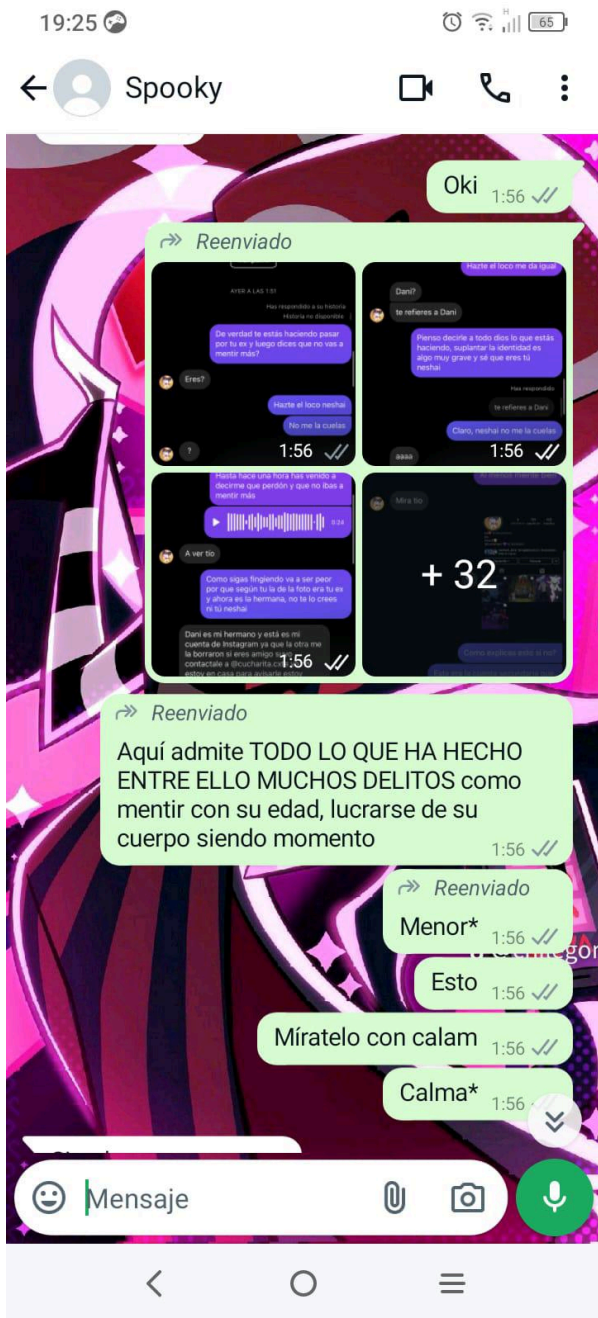 19:25
65
Spooky
Oki 1:56
Reenviado
AYER A LAS 1:51
Has respondido a su historia
Historia no disponible
De verdad te estás haciendo pasar
por tu ex y luego dices que no vas a
mentir más?
Eres?
Hazte el loco neshai
No me la cuelas
?
1:56
Hazte el loco me da igual
Dani?
te refieres a Dani
Pienso decirle a todo dios lo que estás
haciendo, suplantar la identidad es
algo muy grave y sé que eres tú
neshai
Has respondido
te refieres a Dani
Claro, neshai no me la cuelas
aaaa
1:56
Hasta hace una hora has venido a
decirme que perdón y que no ibas a
mentir más
0:24
A ver tío
Como sigas fingiendo va a ser peor
por que según tu la de la foto era tu ex
y ahora es la hermana, no te lo crees
ni tú neshai
Dani es mi hermano y está es mi
cuenta de Instagram ya que la otra me
la borraron si eres amigo
contactale a
estoy en casa para avisarle estoy
1:56
Mira tío
+ 32
Como explicas esto si no?
Reenviado
Aquí admite TODO LO QUE HA HECHO
ENTRE ELLO MUCHOS DELITOS como
mentir con su edad, lucrarse de su
cuerpo siendo momento
1:56
Reenviado
Menor* 1:56
Esto 1:56
Míratelo con calam 1:56
Calma* 1:56
Mensaje